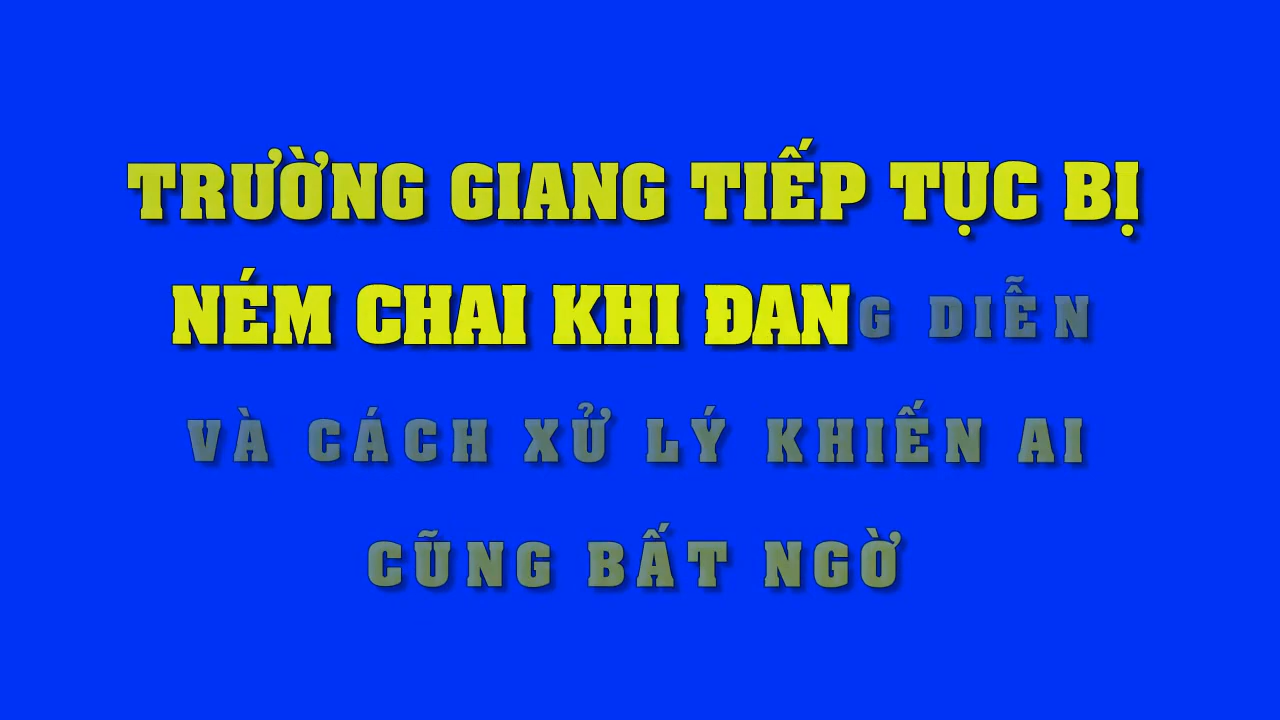 TRƯỜNG GIANG TIẾP TỤC BỊ
NÉM CHAI KHI ĐANG DIỄN
VÀ CÁCH XỬ LÝ KHIẾN AI
CŨNG BẤT NGỜ